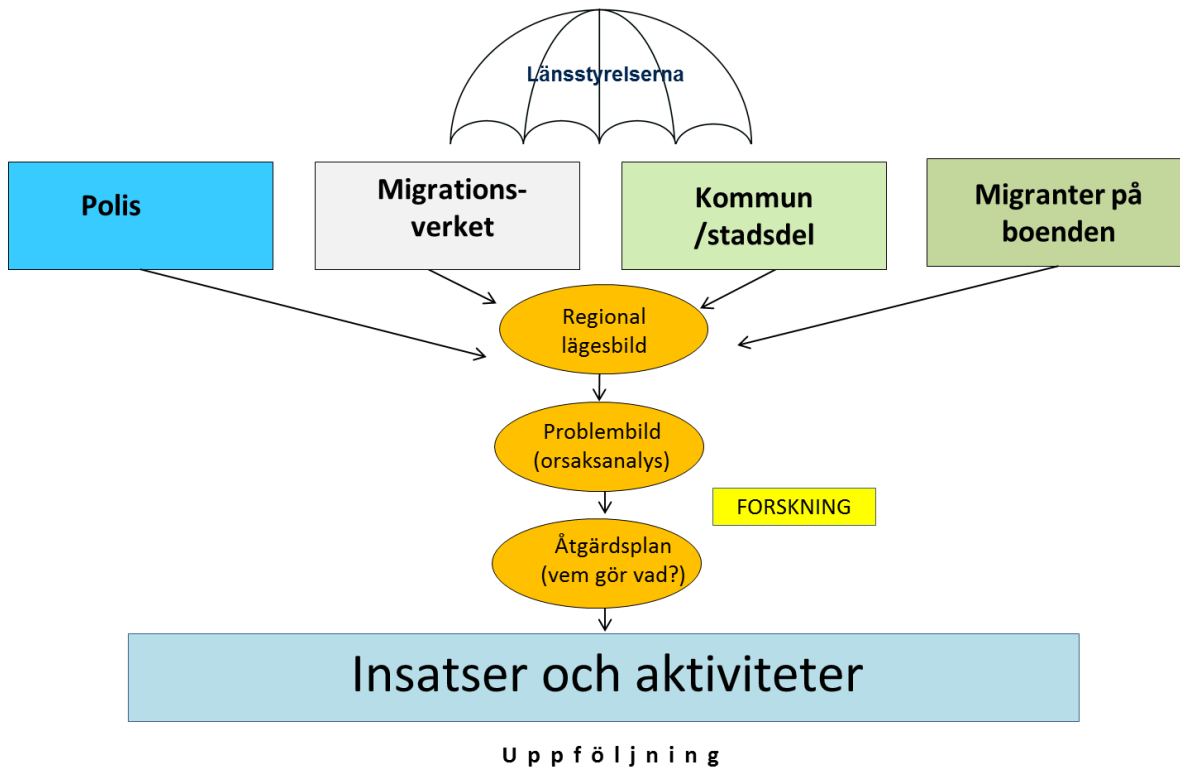 Länsstyrelserna
Polis
Migrations-
verket
Kommun
/stadsdel
Migranter på
boenden
Regional
lägesbild
Problembild
(orsaksanalys)
FORSKNING
Åtgärdsplan
(vem gör vad?)
Insatser och aktiviteter
Uppföljning